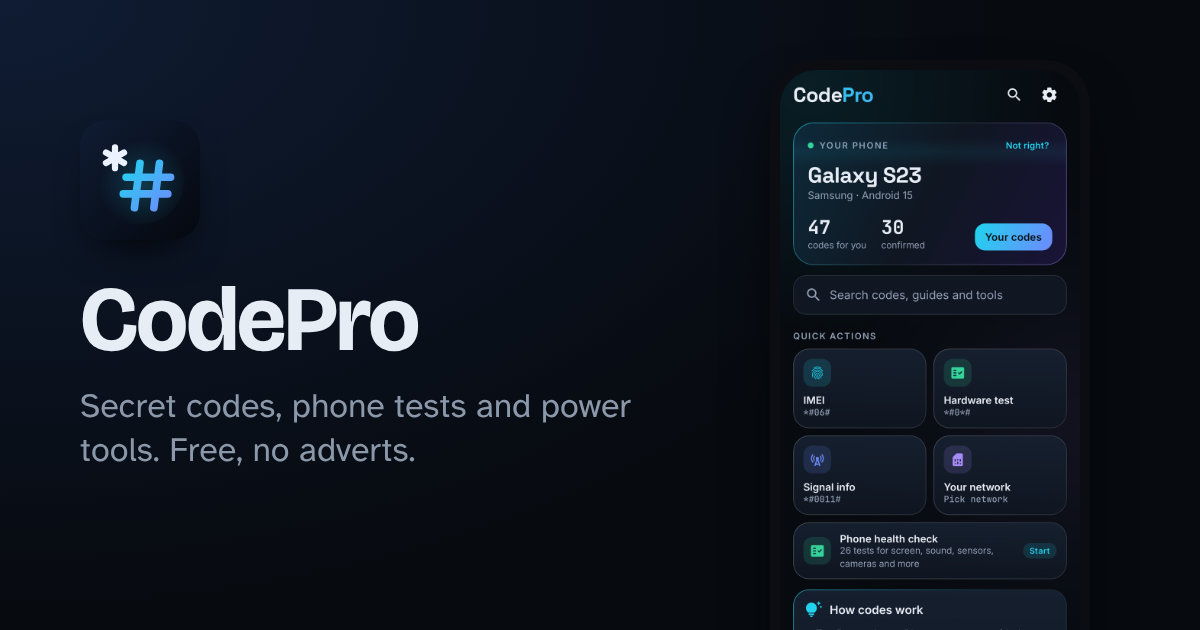 *#
CodePro
Secret codes, phone tests and power
tools. Free, no adverts.
CodePro
YOUR PHONE
Not right?
Galaxy S23
Samsung · Android 15
47
codes for you
30
confirmed
Your codes
Search codes, guides and tools
QUICK ACTIONS
IMEI
*#06#
Hardware test
*#0*#
Signal info
*#0011#
Your network
Pick network
Phone health check
26 tests for screen, sound, sensors,
cameras and more
Start
How codes work